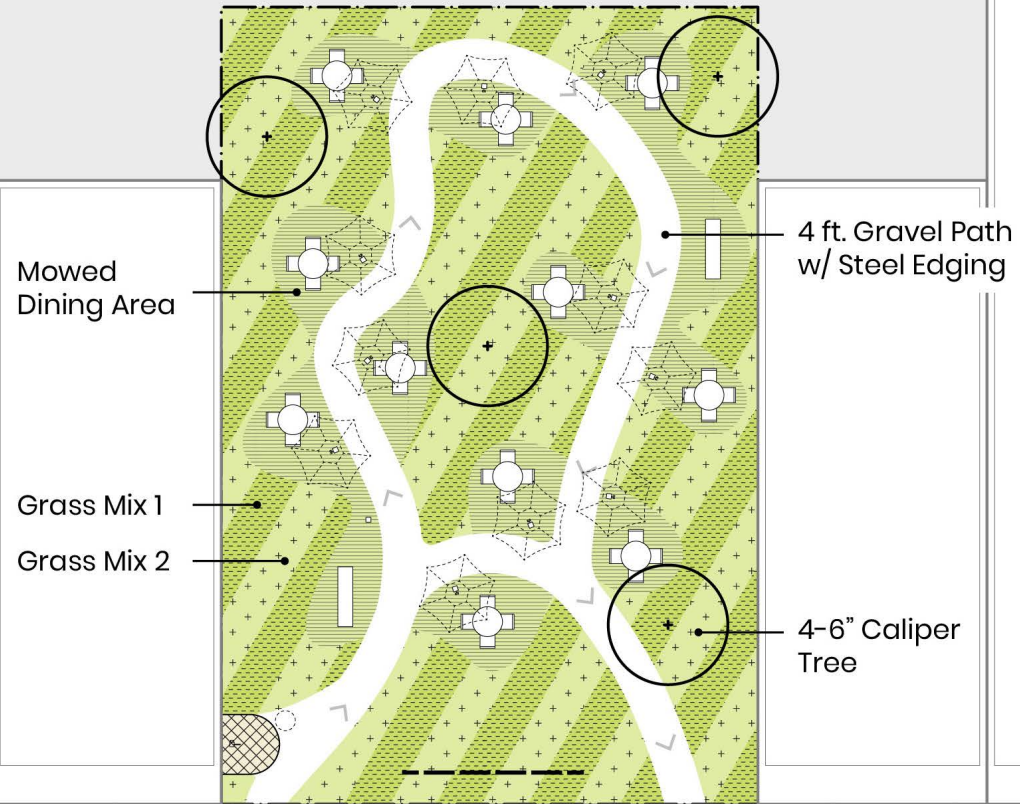 Mowed
Dining Area
Grass Mix 1
Grass Mix 2
4 ft. Gravel Path
w/ Steel Edging
4-6” Caliper
Tree